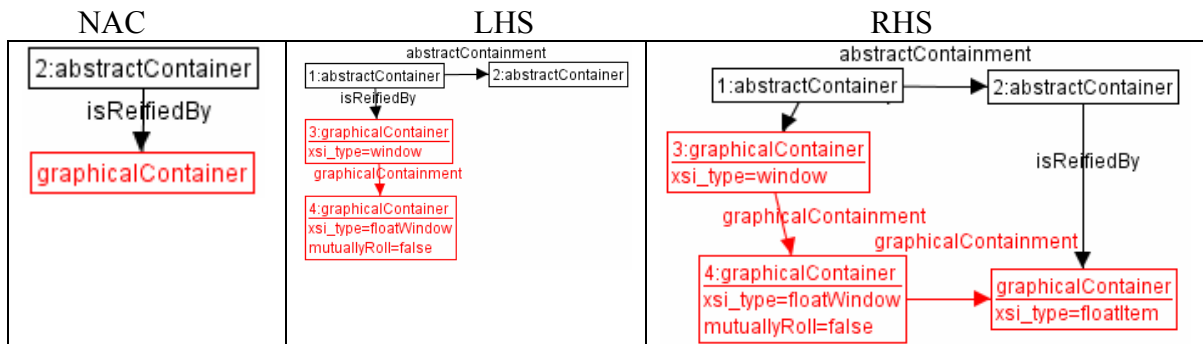 NAC
LHS
RHS
2:abstractContainer
isReifiedBy
graphicalContainer
abstractContainment
1:abstractContainer
2:abstractContainer
isReifiedBy
3:graphicalContainer
xsi_type=window
graphicalContainment
4:graphicalContainer
xsi_type=floatWindow
mutuallyRoll=false
abstractContainment
1:abstractContainer
2:abstractContainer
3:graphicalContainer
xsi_type=window
isReifiedBy
graphicalContainment
graphicalContainment
4:graphicalContainer
xsi_type=floatWindow
mutuallyRoll=false
graphicalContainer
xsi_type=floatItem